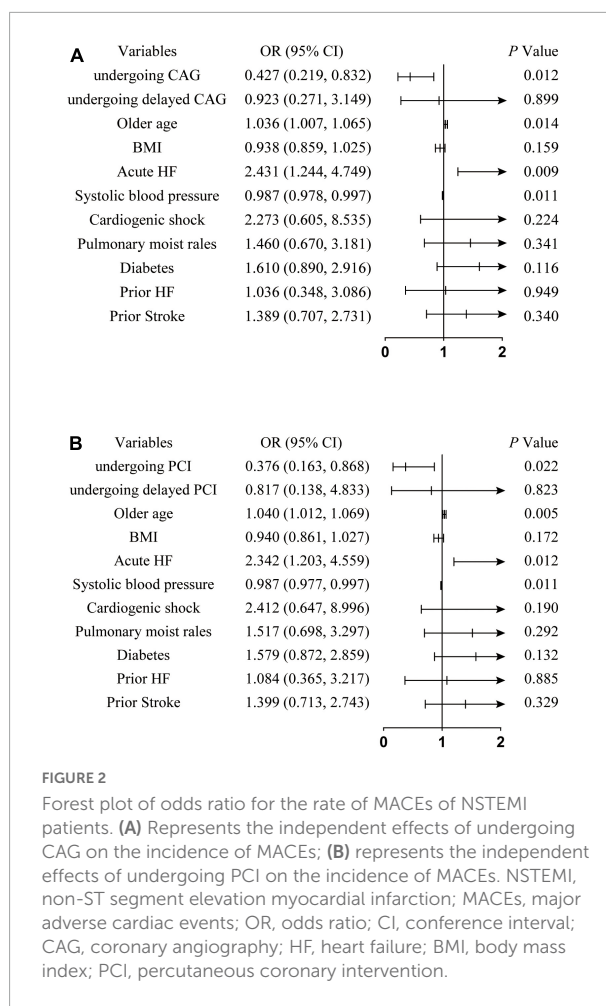 A Variables OR (95% CI) P Value
undergoing CAG 0.427 (0.219, 0.832) 0.012
undergoing delayed CAG 0.923 (0.271, 3.149) 0.899
Older age 1.036 (1.007, 1.065) 0.014
BMI 0.938 (0.859, 1.025) 0.159
Acute HF 2.431 (1.244, 4.749) 0.009
Systolic blood pressure 0.987 (0.978, 0.997) 0.011
Cardiogenic shock 2.273 (0.605, 8.535) 0.224
Pulmonary moist rales 1.460 (0.670, 3.181) 0.341
Diabetes 1.610 (0.890, 2.916) 0.116
Prior HF 1.036 (0.348, 3.086) 0.949
Prior Stroke 1.389 (0.707, 2.731) 0.340
0 1 2
B Variables OR (95% CI) P Value
undergoing PCI 0.376 (0.163, 0.868) 0.022
undergoing delayed PCI 0.817 (0.138, 4.833) 0.823
Older age 1.040 (1.012, 1.069) 0.005
BMI 0.940 (0.861, 1.027) 0.172
Acute HF 2.342 (1.203, 4.559) 0.012
Systolic blood pressure 0.987 (0.977, 0.997) 0.011
Cardiogenic shock 2.412 (0.647, 8.996) 0.190
Pulmonary moist rales 1.517 (0.698, 3.297) 0.292
Diabetes 1.579 (0.872, 2.859) 0.132
Prior HF 1.084 (0.365, 3.217) 0.885
Prior Stroke 1.399 (0.713, 2.743) 0.329
0 1 2
FIGURE 2
Forest plot of odds ratio for the rate of MACEs of NSTEMI
patients. (A) Represents the independent effects of undergoing
CAG on the incidence of MACEs; (B) represents the independent
effects of undergoing PCI on the incidence of MACEs. NSTEMI,
non-ST segment elevation myocardial infarction; MACEs, major
adverse cardiac events; OR, odds ratio; CI, conference interval;
CAG, coronary angiography; HF, heart failure; BMI, body mass
index; PCI, percutaneous coronary intervention.